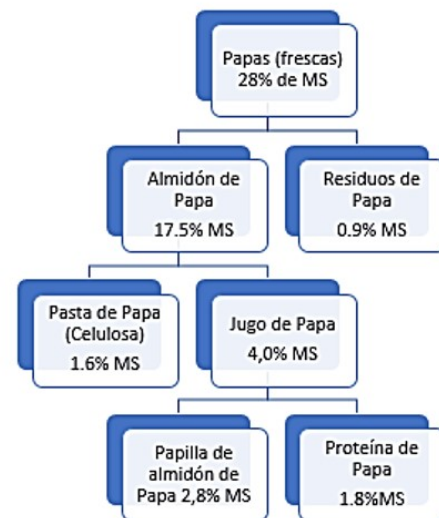 Papas (frescas)
28% de MS
Almidón de
Papa
17.5% MS
Residuos de
Papa
0.9% MS
Pasta de Papa
(Celulosa)
1.6% MS
Jugo de Papa
4,0% MS
Papilla de
almidón de
Papa 2,8% MS
Proteína de
Papa
1.8%MS